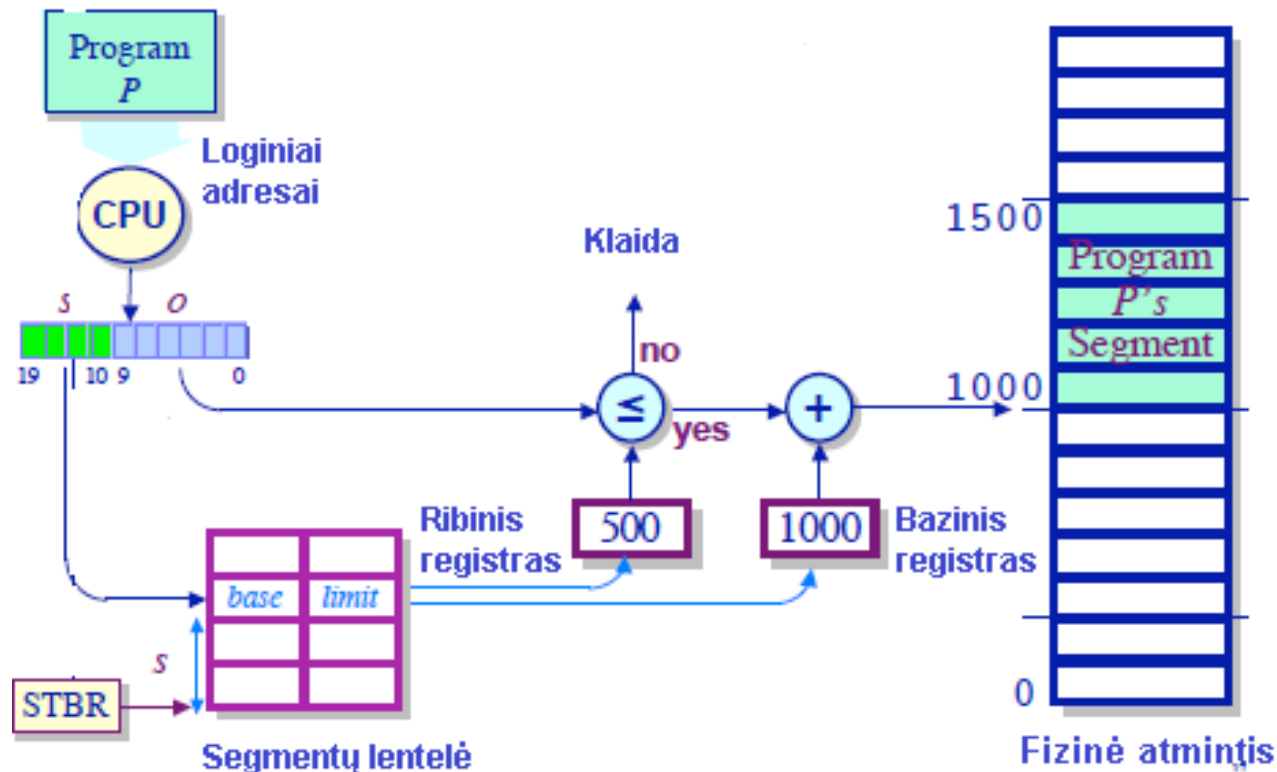 Program
P
Loginiai
adresai
CPU
S O
19 10 9 0
Klaida
no
≤
yes
+
Ribinis
registras
500
1000
Bazinis
registras
base limit
s
STBR
Segmentų lentelė
1500
Program
P's
Segment
1000
0
Fizinė atmintis